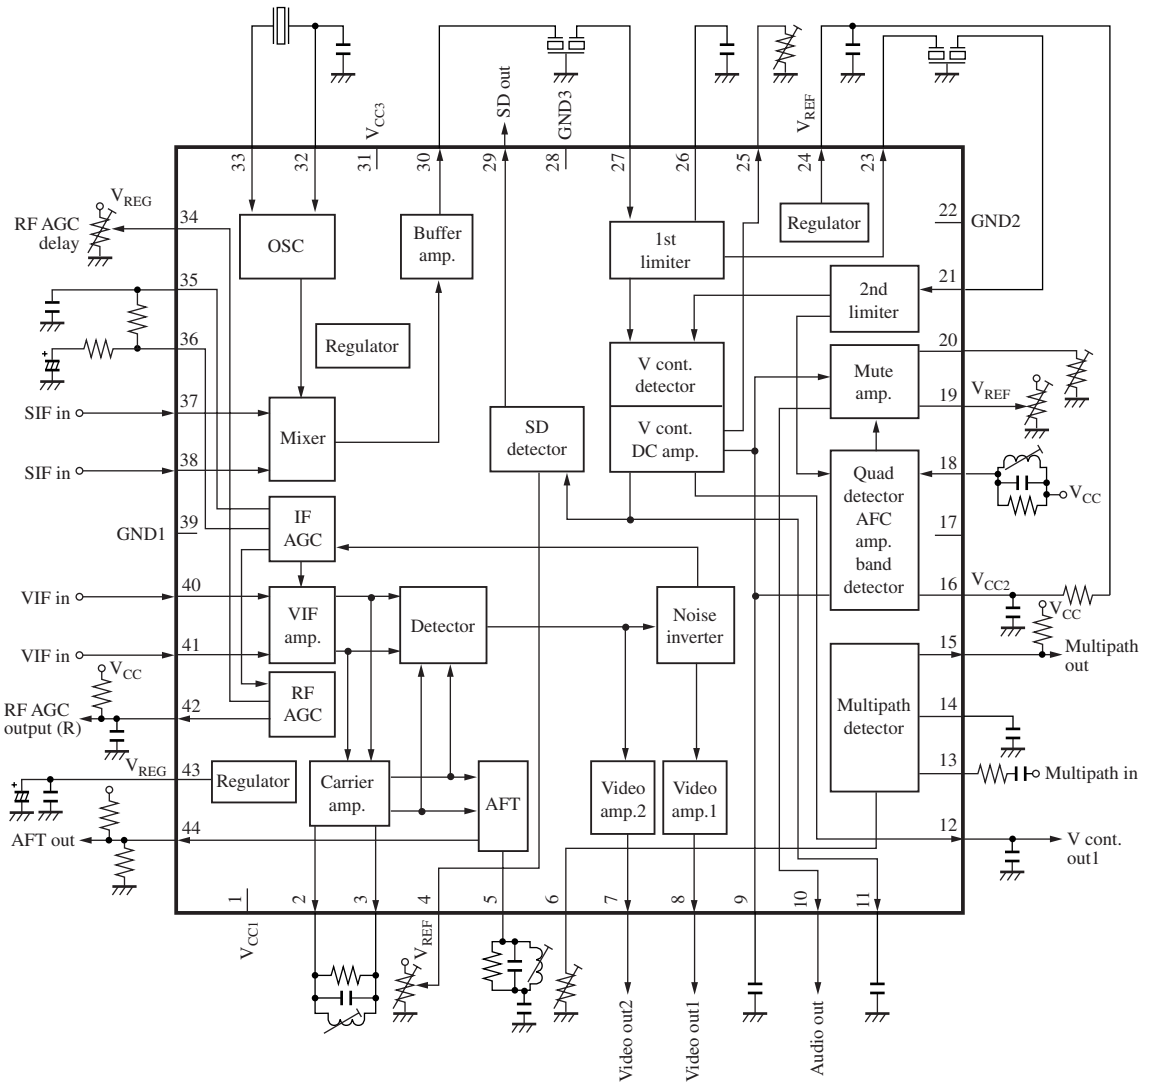 SD out
GND3
V_CC3
V_REF
33
32
31
30
29
28
27
26
25
24
23
V_REG
RF AGC
delay
34
OSC
Buffer
amp.
1st
limiter
Regulator
22
GND2
35
2nd
limiter
21
36
Regulator
V cont.
detector
Mute
amp.
20
SIF in
37
Mixer
SD
detector
V cont.
DC amp.
19
V_REF
SIF in
38
Quad
detector
AFC
amp.
band
detector
18
V_CC
GND1
39
IF
AGC
17
VIF in
40
VIF
amp.
Detector
Noise
inverter
16
V_CC2
V_CC
VIF in
41
15
Multipath
out
V_CC
RF AGC
output (R)
42
RF
AGC
Multipath
detector
14
V_REG
43
Regulator
Carrier
amp.
AFT
Video
amp.2
Video
amp.1
13
Multipath in
AFT out
44
12
V cont.
out1
1
2
3
4
5
6
7
8
9
10
11
V_CC1
V_REF
Video out2
Video out1
Audio out